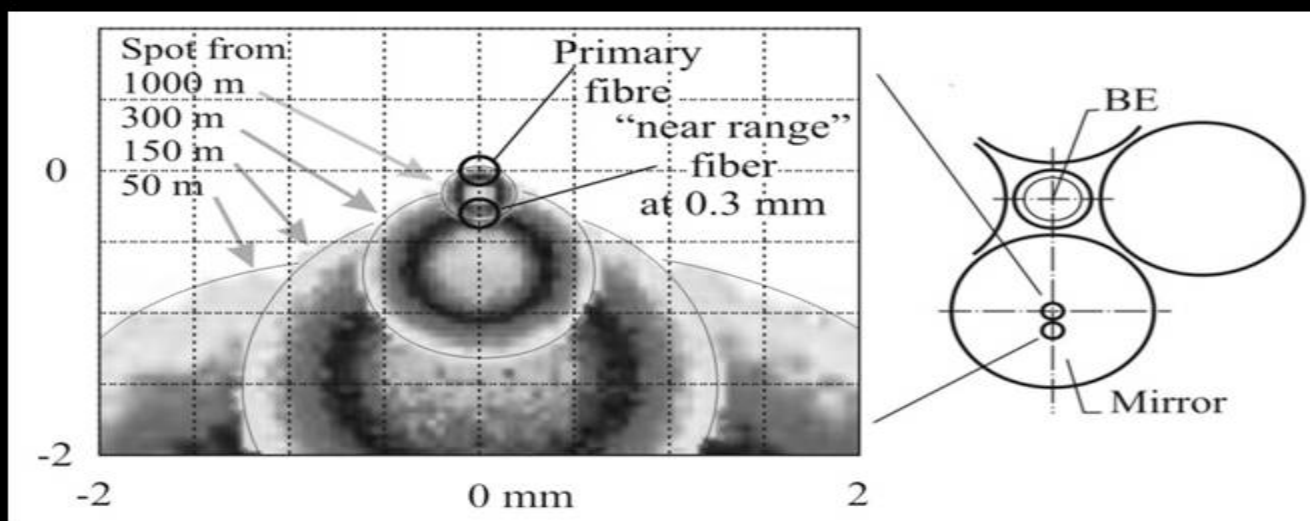 Spot from
1000 m
300 m
150 m
50 m
Primary
fibre
“near range”
fiber
at 0.3 mm
0
-2
-2
0 mm
2
BE
Mirror